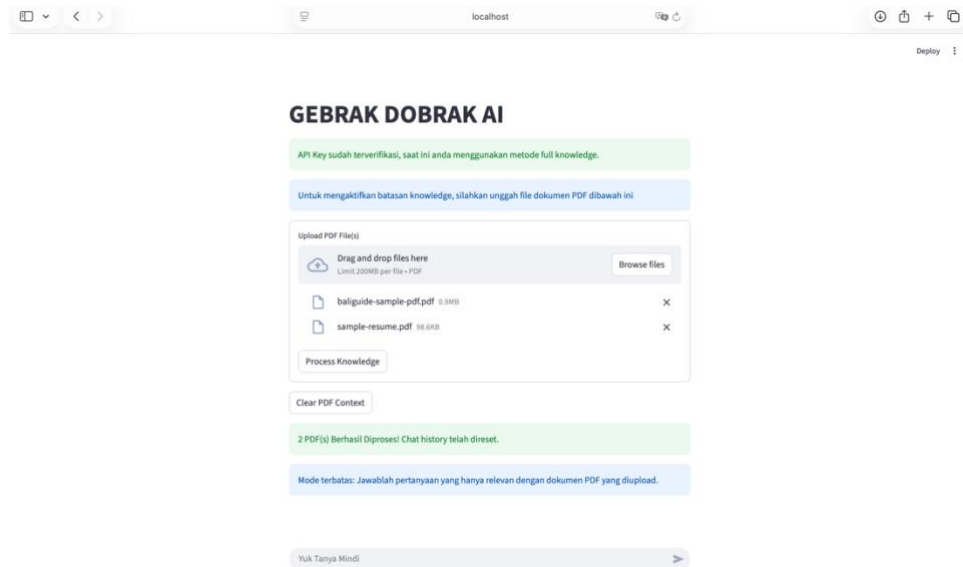 localhost
Deploy
GEBRAK DOBRAK AI
API Key sudah terverifikasi, saat ini anda menggunakan metode full knowledge.
Untuk mengaktifkan batasan knowledge, silahkan unggah file dokumen PDF dibawah ini
Upload PDF File(s)
Drag and drop files here
Limit 200MB per file • PDF
Browse files
baliguide-sample-pdf.pdf 0.9MB
sample-resume.pdf 98.6KB
Process Knowledge
Clear PDF Context
2 PDF(s) Berhasil Diproses! Chat history telah direset.
Mode terbatas: Jawablah pertanyaan yang hanya relevan dengan dokumen PDF yang diupload.
Yuk Tanya Mindi